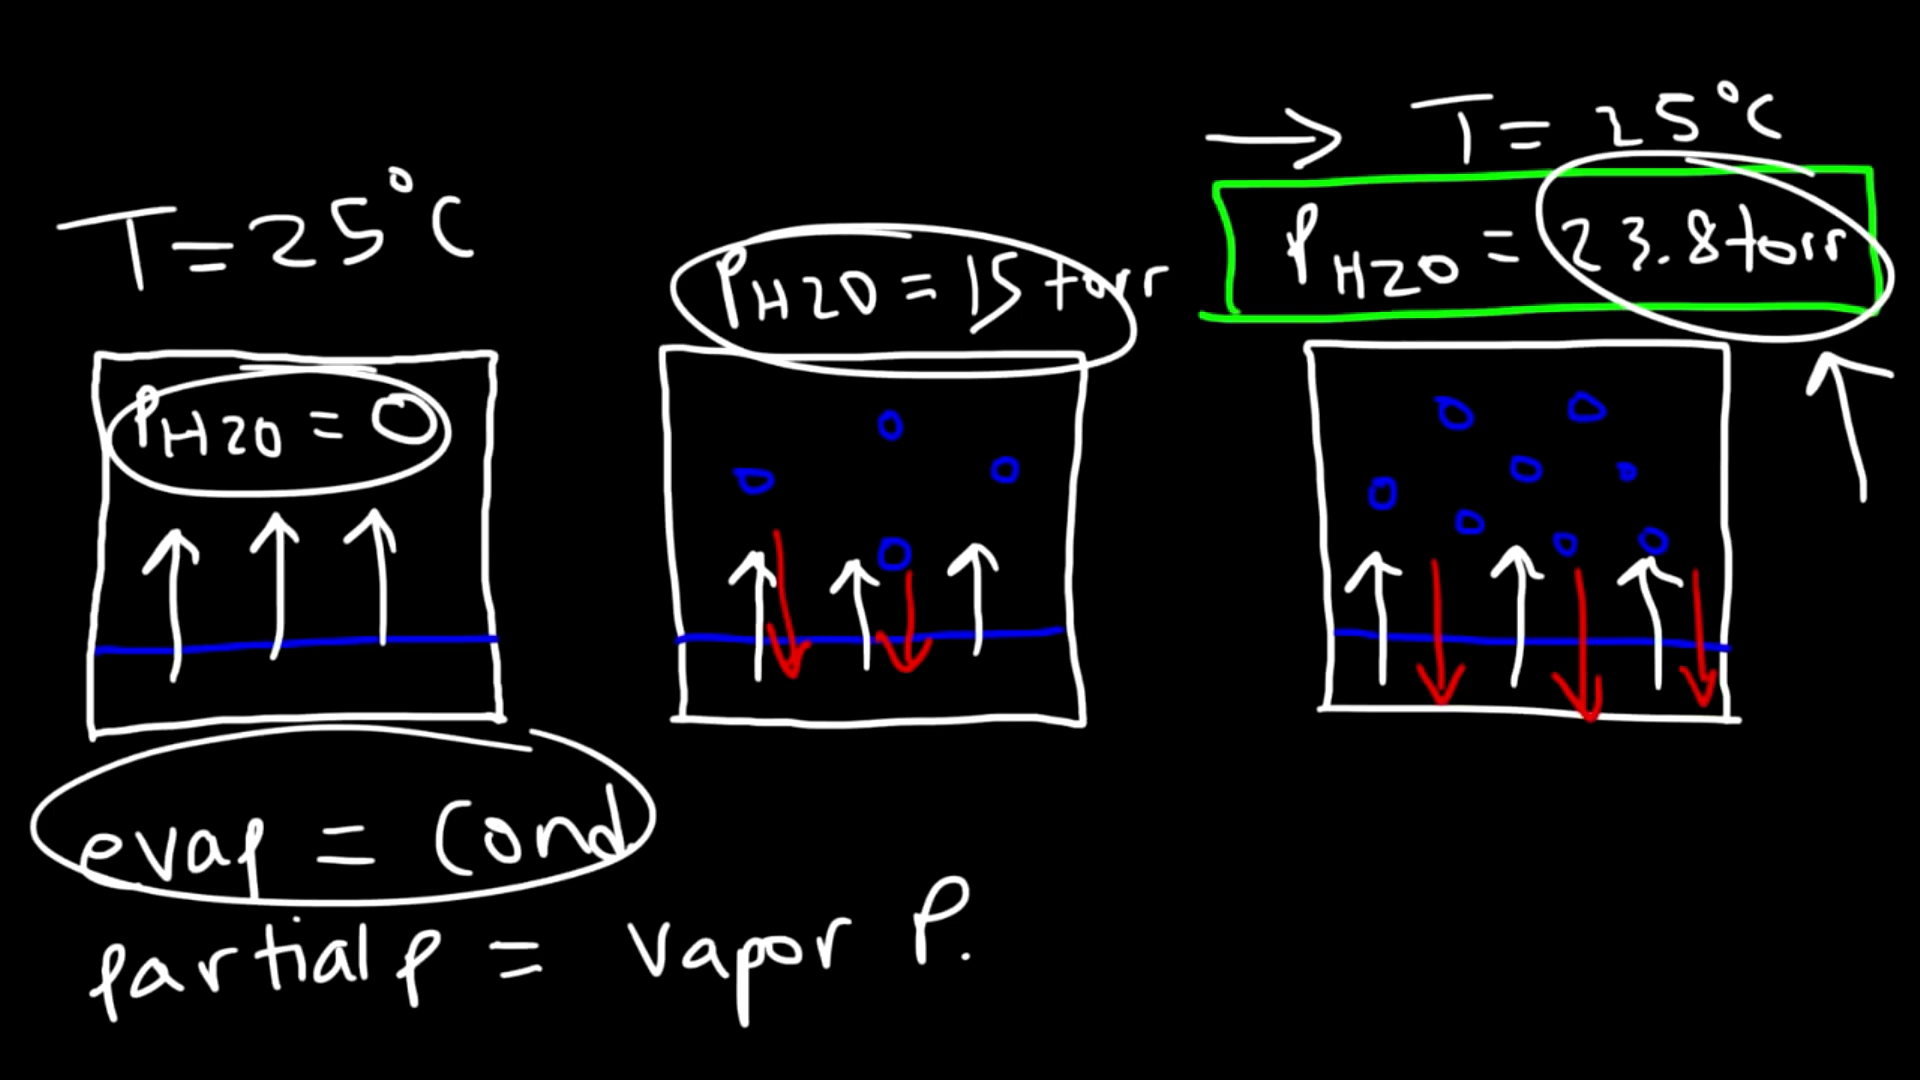 T = 25°C
P H2O = 0
P H2O = 15 torr
→ T = 25°C
P H2O = 23.8 torr
evap = Cond
partial P = vapor P.